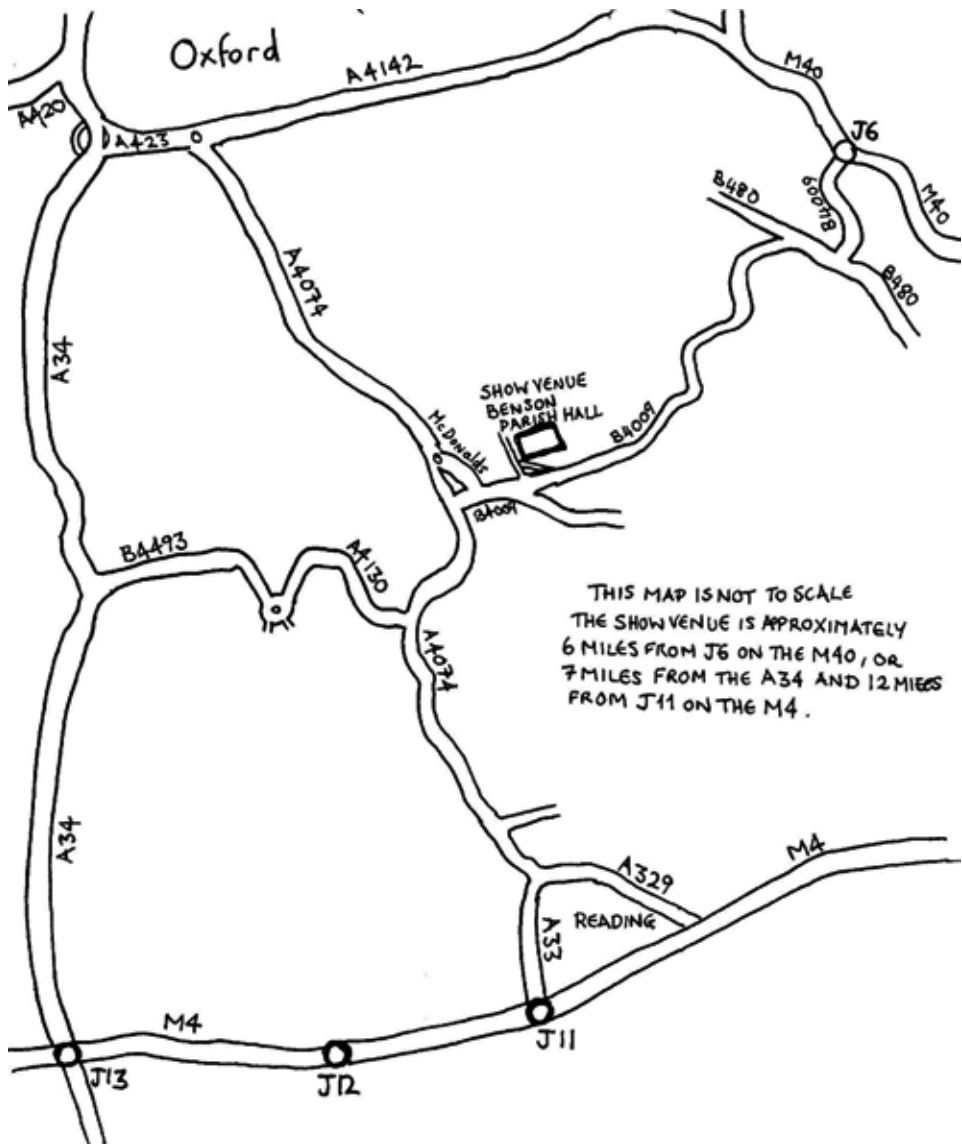 Oxford
A4142
M40
A420
A423
J6
B4009
M40
B480
B480
A4074
A34
SHOW VENUE
BENSON
PARISH HALL
McDonalds
B4009
B4009
B4493
A4130
THIS MAP IS NOT TO SCALE
THE SHOW VENUE IS APPROXIMATELY
6 MILES FROM J6 ON THE M40, OR
7 MILES FROM THE A34 AND 12 MILES
FROM J11 ON THE M4.
A4074
A34
M4
A329
READING
A33
M4
J11
J13
J12